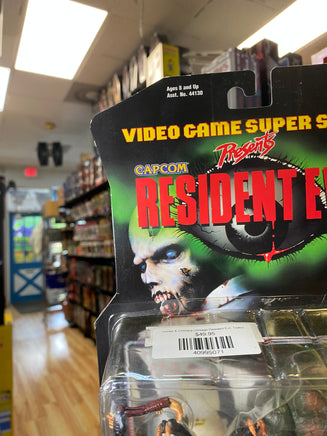 Ages 8 and Up
Asst. No. 44130
VIDEO GAME SUPER S
Presents
CAPCOM
RESIDENT E
$49.95
40995071